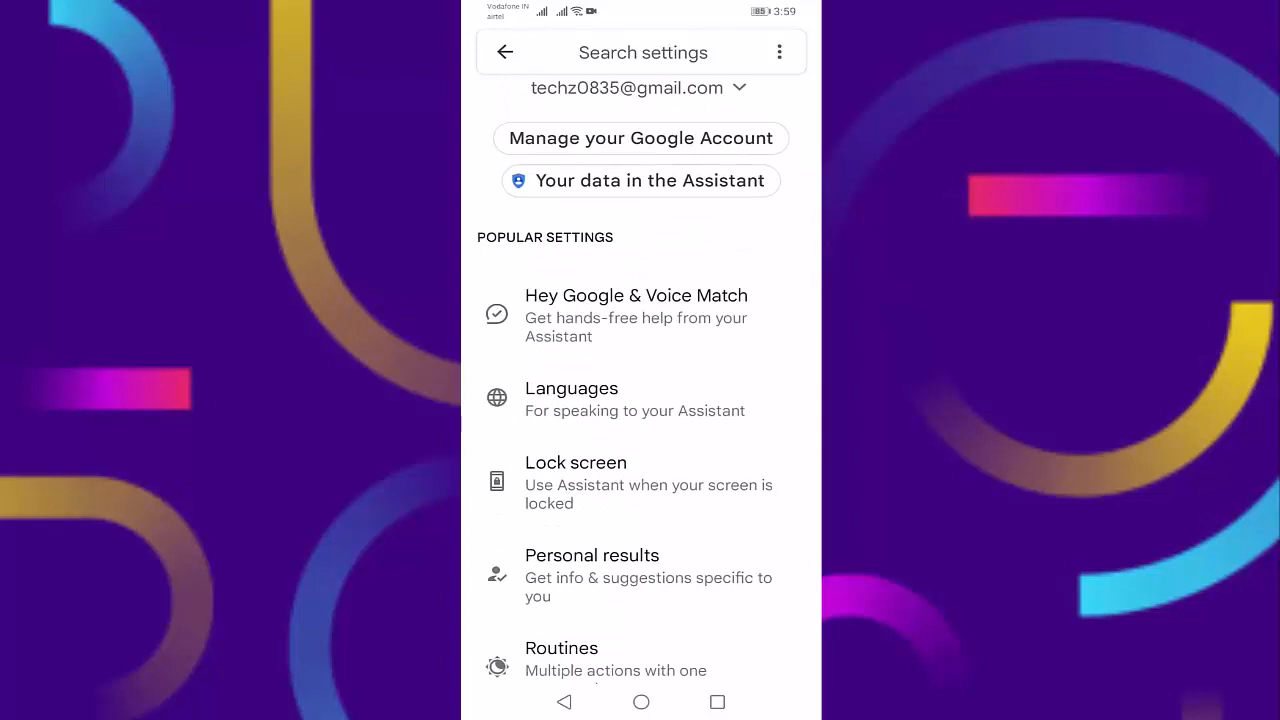 Vodafone IN
airtel
85
3:59
Search settings
techz0835@gmail.com
Manage your Google Account
Your data in the Assistant
POPULAR SETTINGS
Hey Google & Voice Match
Get hands-free help from your
Assistant
Languages
For speaking to your Assistant
Lock screen
Use Assistant when your screen is
locked
Personal results
Get info & suggestions specific to
you
Routines
Multiple actions with one